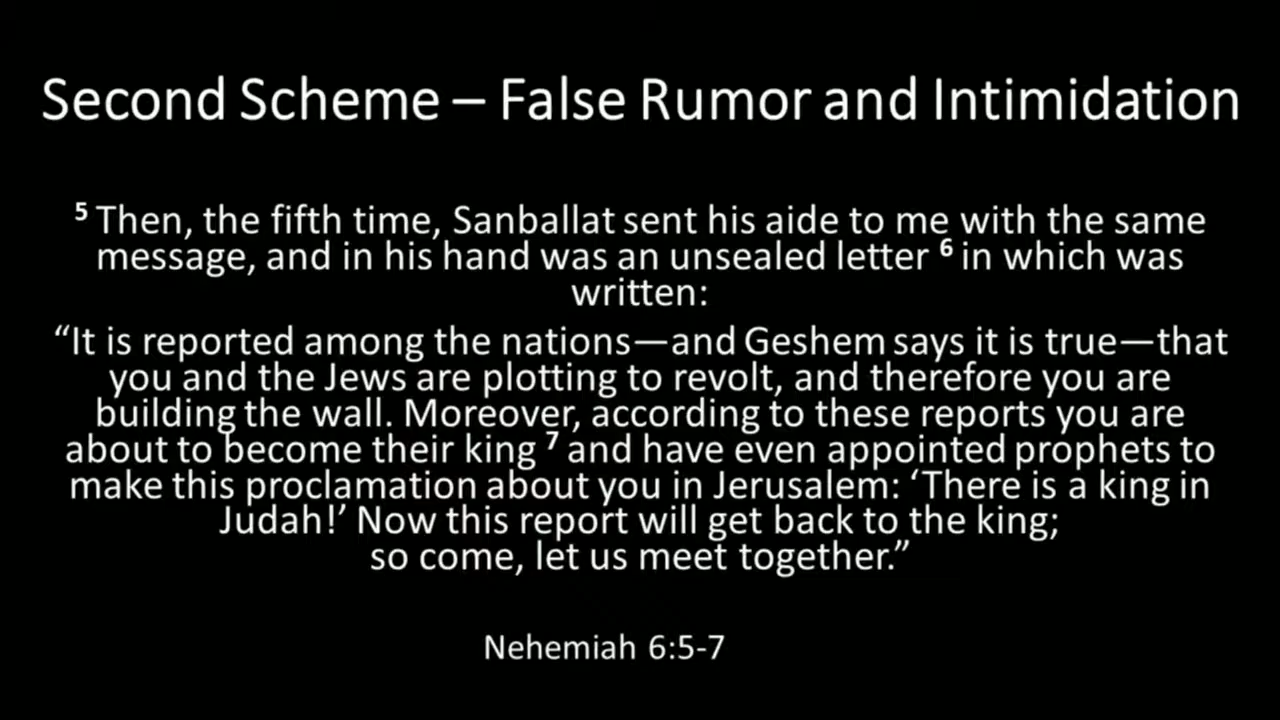 Second Scheme – False Rumor and Intimidation
⁵ Then, the fifth time, Sanballat sent his aide to me with the same
message, and in his hand was an unsealed letter ⁶ in which was
written:
“It is reported among the nations—and Geshem says it is true—that
you and the Jews are plotting to revolt, and therefore you are
building the wall. Moreover, according to these reports you are
about to become their king ⁷ and have even appointed prophets to
make this proclamation about you in Jerusalem: ‘There is a king in
Judah!’ Now this report will get back to the king;
so come, let us meet together.”
Nehemiah 6:5-7